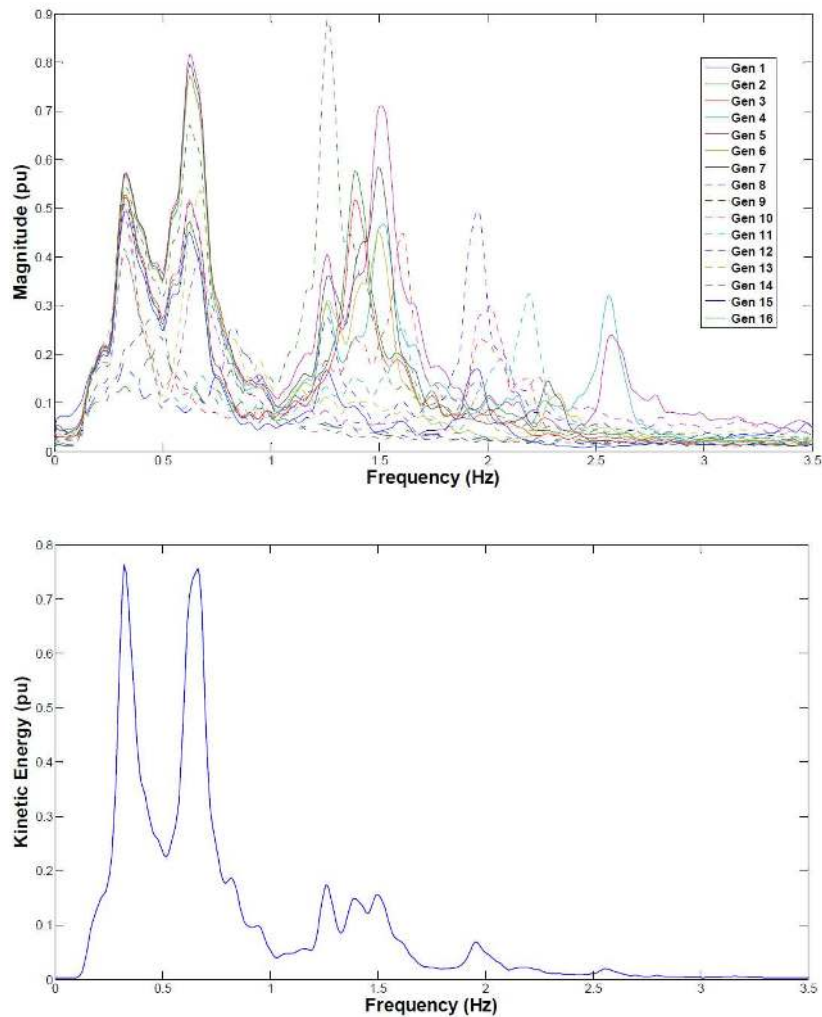 0.9
0.8
0.7
0.6
0.5
0.4
0.3
0.2
0.1
0
Magnitude (pu)
Gen 1
Gen 2
Gen 3
Gen 4
Gen 5
Gen 6
Gen 7
Gen 8
Gen 9
Gen 10
Gen 11
Gen 12
Gen 13
Gen 14
Gen 15
Gen 16
0 0.5 1 1.5 2 2.5 3 3.5
Frequency (Hz)
0.8
0.7
0.6
0.5
0.4
0.3
0.2
0.1
0
Kinetic Energy (pu)
0 0.5 1 1.5 2 2.5 3 3.5
Frequency (Hz)